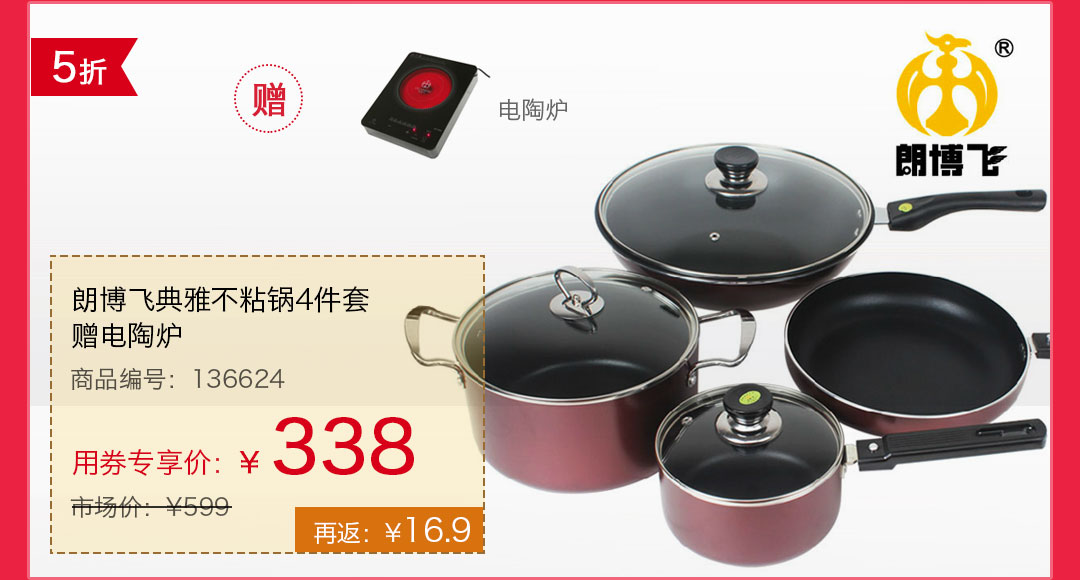 5折
赠
电陶炉
®
朗博飞
朗博飞典雅不粘锅4件套
赠电陶炉
商品编号：136624
用券专享价：¥ 338
市场价：¥599
再返：¥16.9